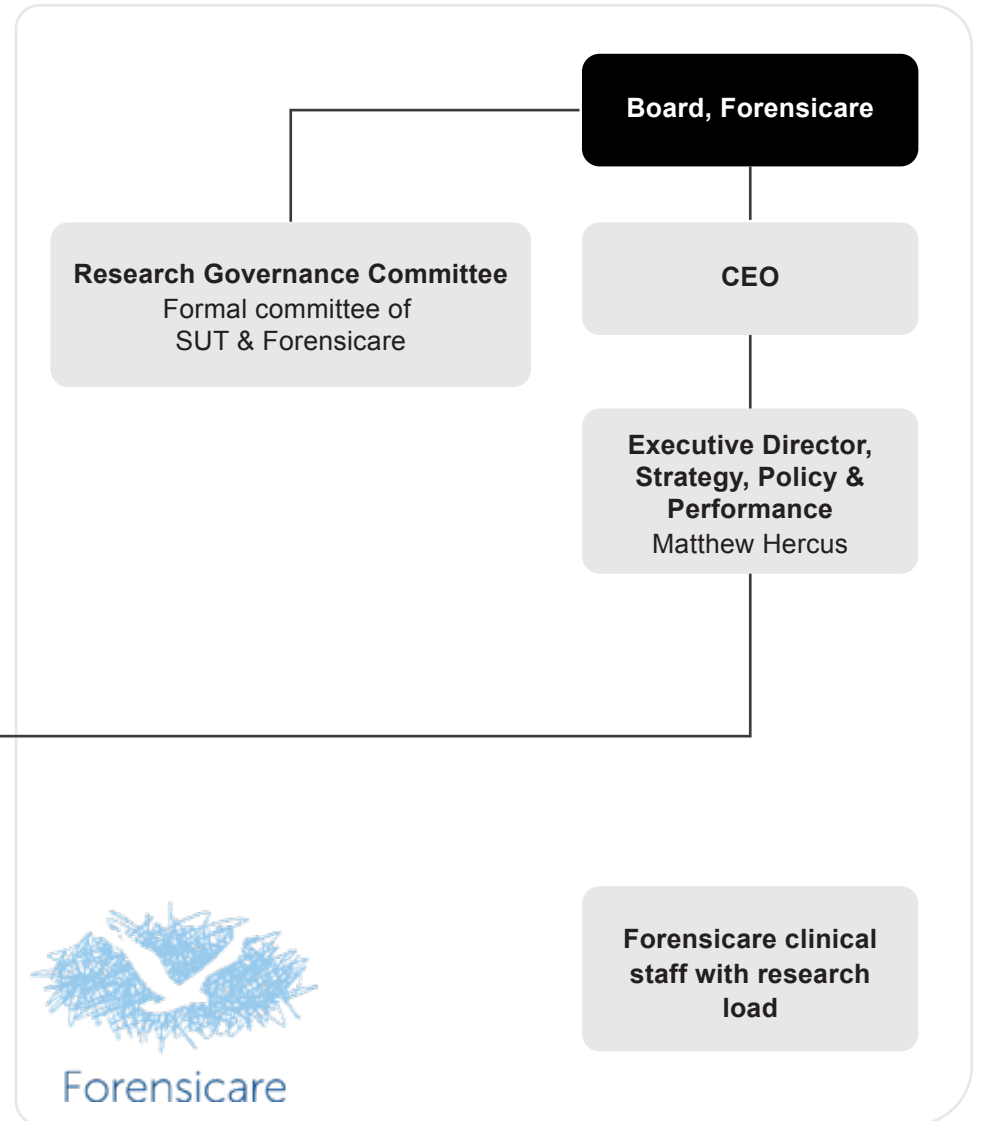 Board, Forensicare
Research Governance Committee
Formal committee of
SUT & Forensicare
CEO
Executive Director,
Strategy, Policy &
Performance
Matthew Hercus
Forensicare clinical
staff with research
load
Forensicare